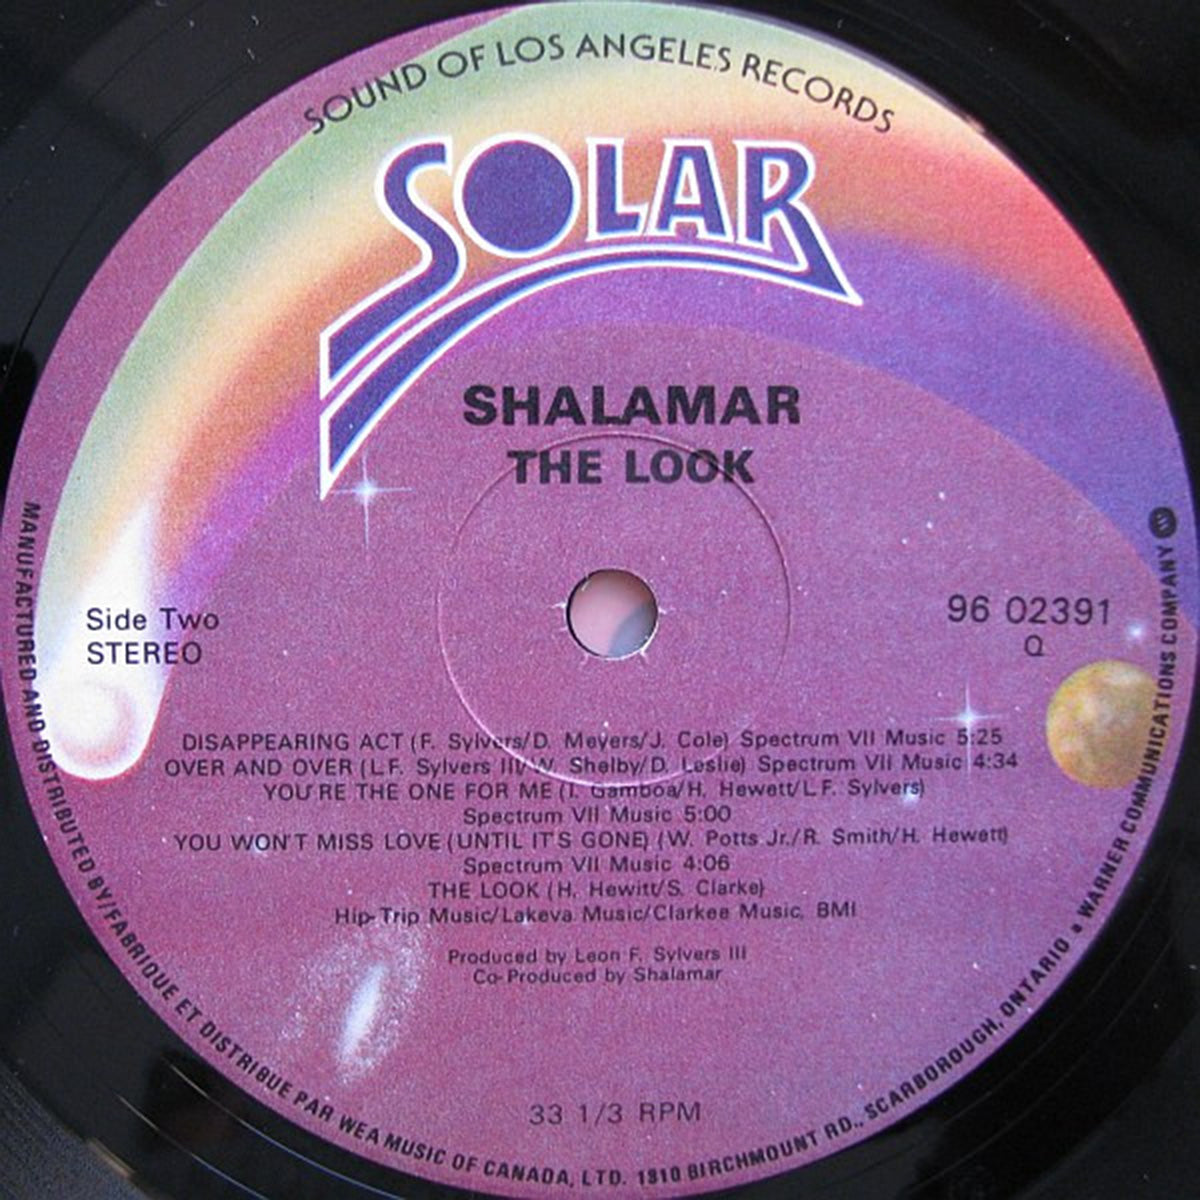 SOUND OF LOS ANGELES RECORDS
SOLAR
SHALAMAR
THE LOOK
Side Two
STEREO
96 02391
Q
DISAPPEARING ACT (F. Sylvers/D. Meyers/J. Cole) Spectrum VII Music 5:25
OVER AND OVER (L.F. Sylvers III/W. Shelby/D. Leslie) Spectrum VII Music 4:34
YOU'RE THE ONE FOR ME (I. Gamboa/H. Hewett/L.F. Sylvers)
Spectrum VII Music 5:00
YOU WON'T MISS LOVE (UNTIL IT'S GONE) (W. Potts Jr./R. Smith/H. Hewett)
Spectrum VII Music 4:06
THE LOOK (H. Hewitt/S. Clarke)
Hip-Trip Music/Lakeva Music/Clarkee Music, BMI
Produced by Leon F. Sylvers III
Co-Produced by Shalamar
33 1/3 RPM
MANUFACTURED AND DISTRIBUTED BY/FABRIQUE ET DISTRIBUE PAR WEA MUSIC OF CANADA, LTD. 1810 BIRCHMOUNT RD., SCARBOROUGH, ONTARIO a WARNER COMMUNICATIONS COMPANY